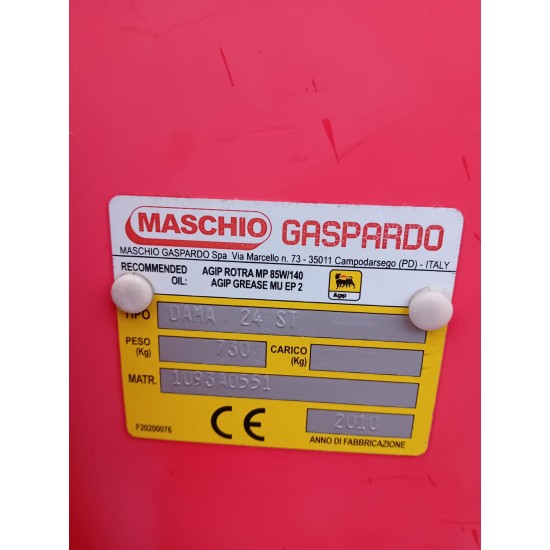 MASCHIO GASPARDO
MASCHIO GASPARDO Spa Via Marcello n. 73 - 35011 Campodarsego (PD) - ITALY
RECOMMENDED OIL: AGIP ROTRA MP 85W/140
AGIP GREASE MU EP 2
Agip
TIPO DAMA 24 ST
PESO (Kg) 730 CARICO (Kg)
MATR. 1093A0551
CE 2010
F20200076 ANNO DI FABBRICAZIONE